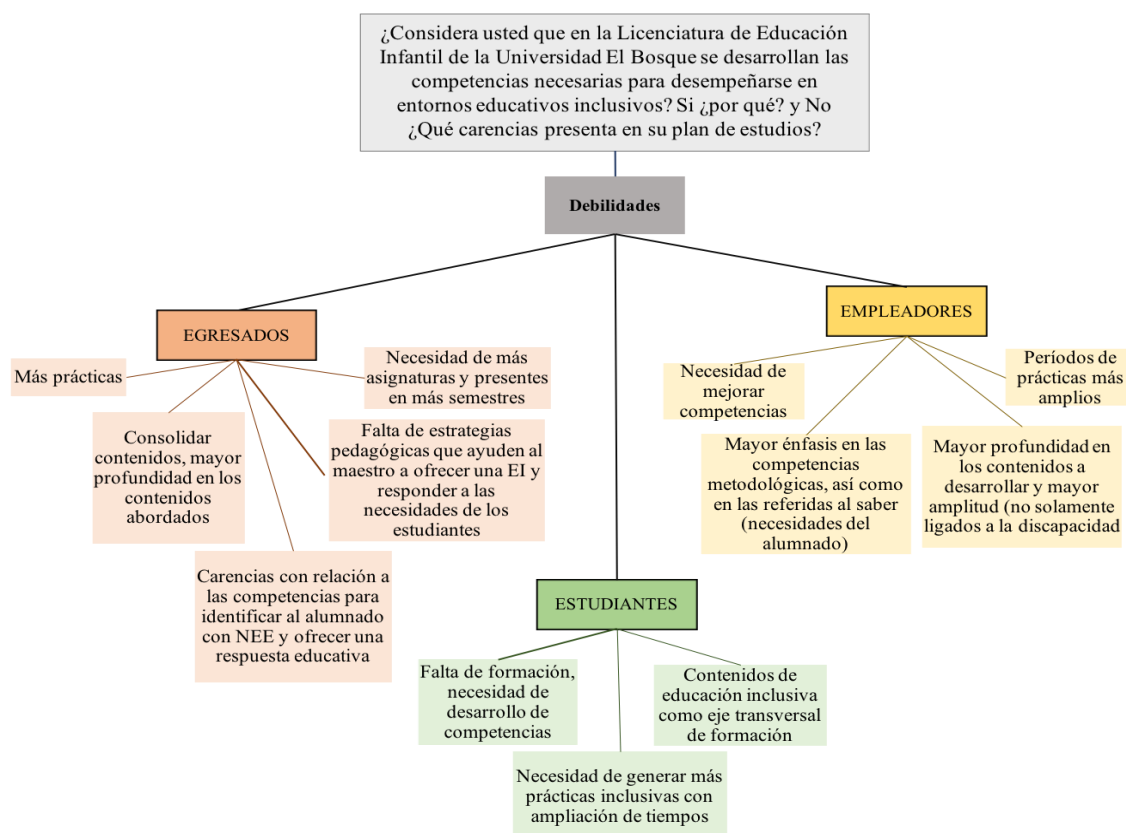 ¿Considera usted que en la Licenciatura de Educación
Infantil de la Universidad El Bosque se desarrollan las
competencias necesarias para desempeñarse en
entornos educativos inclusivos? Si ¿por qué? y No
¿Qué carencias presenta en su plan de estudios?
Debilidades
EGRESADOS
Más prácticas
Necesidad de más
asignaturas y presentes
en más semestres
Consolidar
contenidos, mayor
profundidad en los
contenidos
abordados
Falta de estrategias
pedagógicas que ayuden al
maestro a ofrecer una EI y
responder a las
necesidades de los
estudiantes
Carencias con relación a
las competencias para
identificar al alumnado
con NEE y ofrecer una
respuesta educativa
EMPLEADORES
Necesidad de
mejorar
competencias
Períodos de
prácticas más
amplios
Mayor énfasis en las
competencias
metodológicas, así como
en las referidas al saber
(necesidades del
alumnado)
Mayor profundidad en
los contenidos a
desarrollar y mayor
amplitud (no solamente
ligados a la discapacidad
ESTUDIANTES
Falta de formación,
necesidad de
desarrollo de
competencias
Contenidos de
educación inclusiva
como eje transversal
de formación
Necesidad de generar más
prácticas inclusivas con
ampliación de tiempos